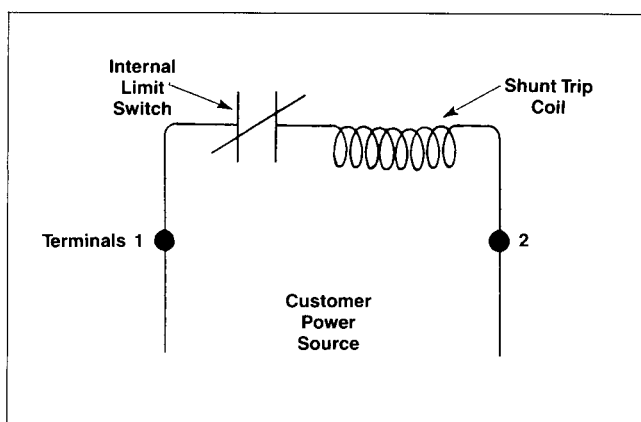 Internal
Limit
Switch
Shunt Trip
Coil
Terminals 1
2
Customer
Power
Source